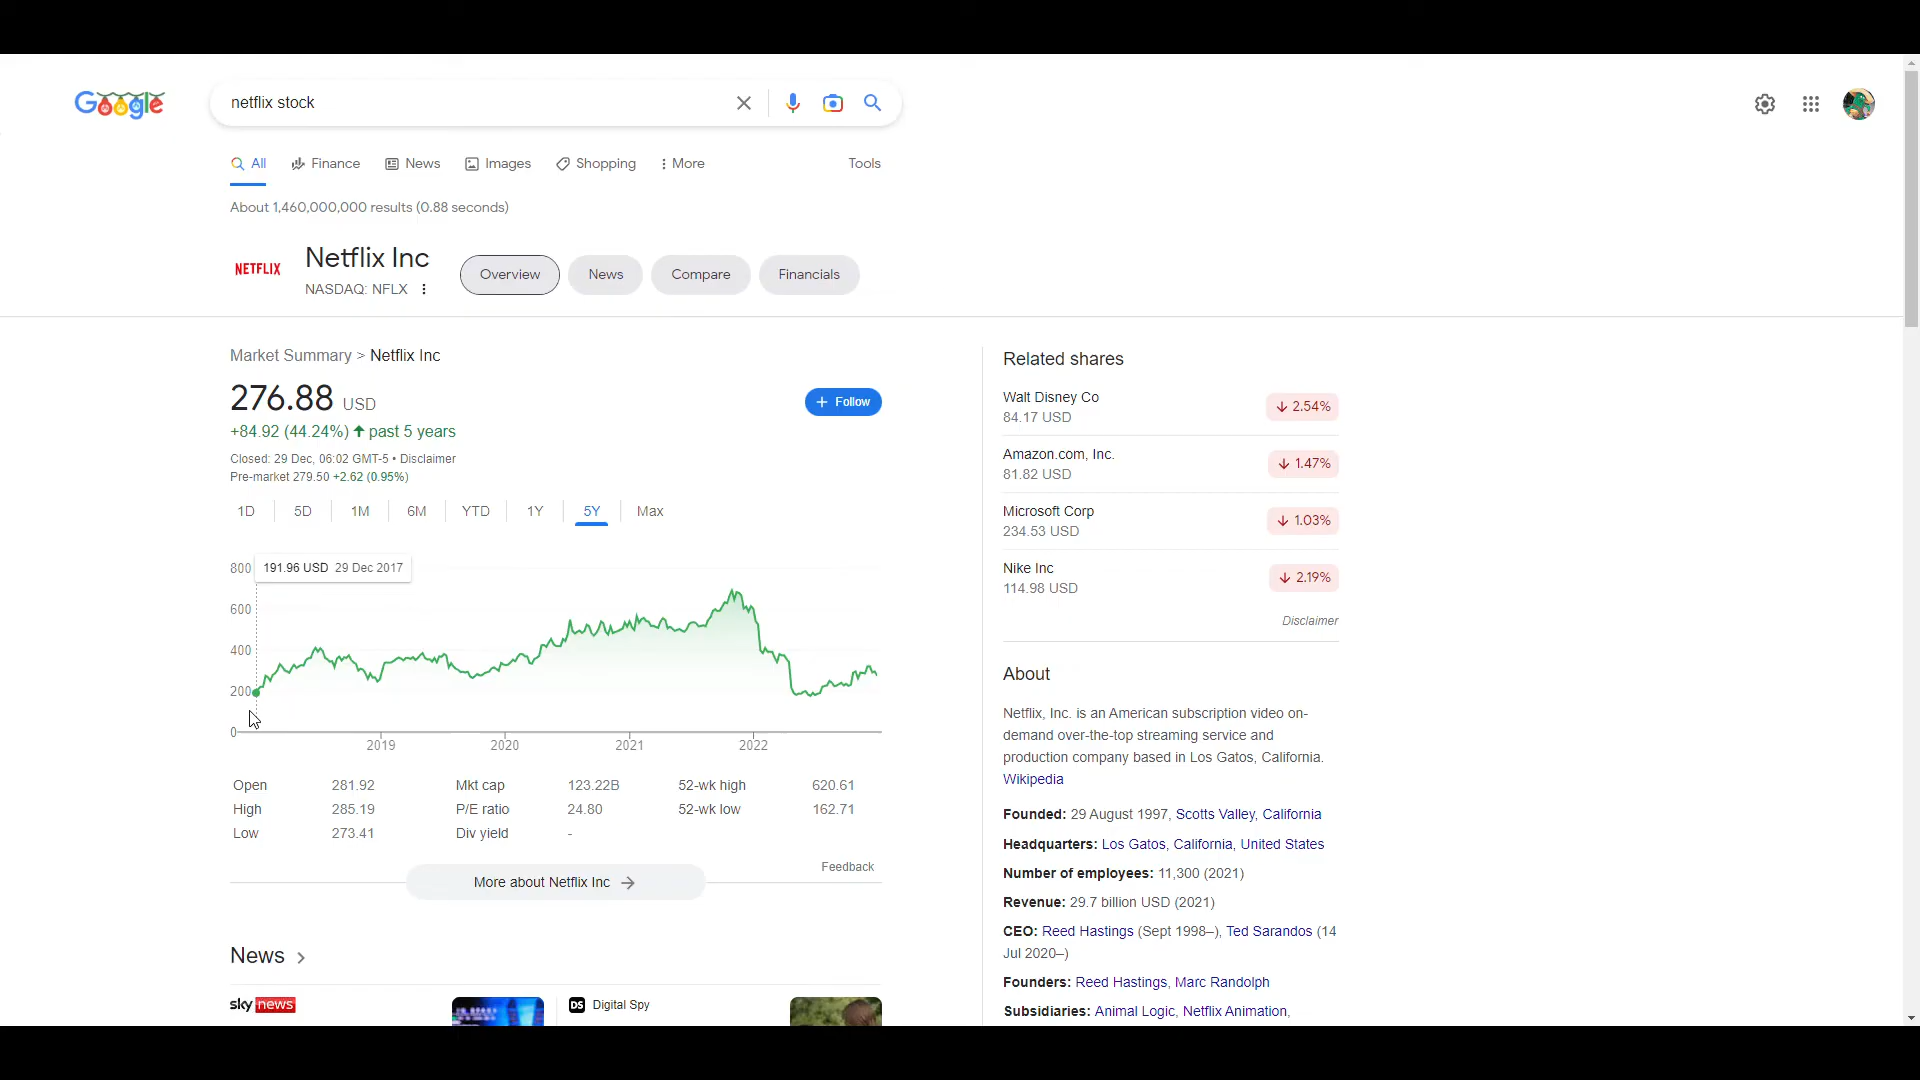 Google
netflix stock
All Finance News Images Shopping More Tools
About 1,460,000,000 results (0.88 seconds)
NETFLIX
Netflix Inc
NASDAQ: NFLX
Overview News Compare Financials
Market Summary > Netflix Inc
276.88 USD
+ Follow
+84.92 (44.24%) past 5 years
Closed: 29 Dec, 06:02 GMT-5 • Disclaimer
Pre-market 279.50 +2.62 (0.95%)
1D 5D 1M 6M YTD 1Y 5Y Max
191.96 USD 29 Dec 2017
800
600
400
200
0
2019 2020 2021 2022
Open 281.92 Mkt cap 123.22B 52-wk high 620.61
High 285.19 P/E ratio 24.80 52-wk low 162.71
Low 273.41 Div yield -
Feedback
More about Netflix Inc
News
sky news
DS Digital Spy
Related shares
Walt Disney Co
84.17 USD
2.54%
Amazon.com, Inc.
81.82 USD
1.47%
Microsoft Corp
234.53 USD
1.03%
Nike Inc
114.98 USD
2.19%
Disclaimer
About
Netflix, Inc. is an American subscription video on-
demand over-the-top streaming service and
production company based in Los Gatos, California.
Wikipedia
Founded: 29 August 1997, Scotts Valley, California
Headquarters: Los Gatos, California, United States
Number of employees: 11,300 (2021)
Revenue: 29.7 billion USD (2021)
CEO: Reed Hastings (Sept 1998–), Ted Sarandos (14
Jul 2020–)
Founders: Reed Hastings, Marc Randolph
Subsidiaries: Animal Logic, Netflix Animation,